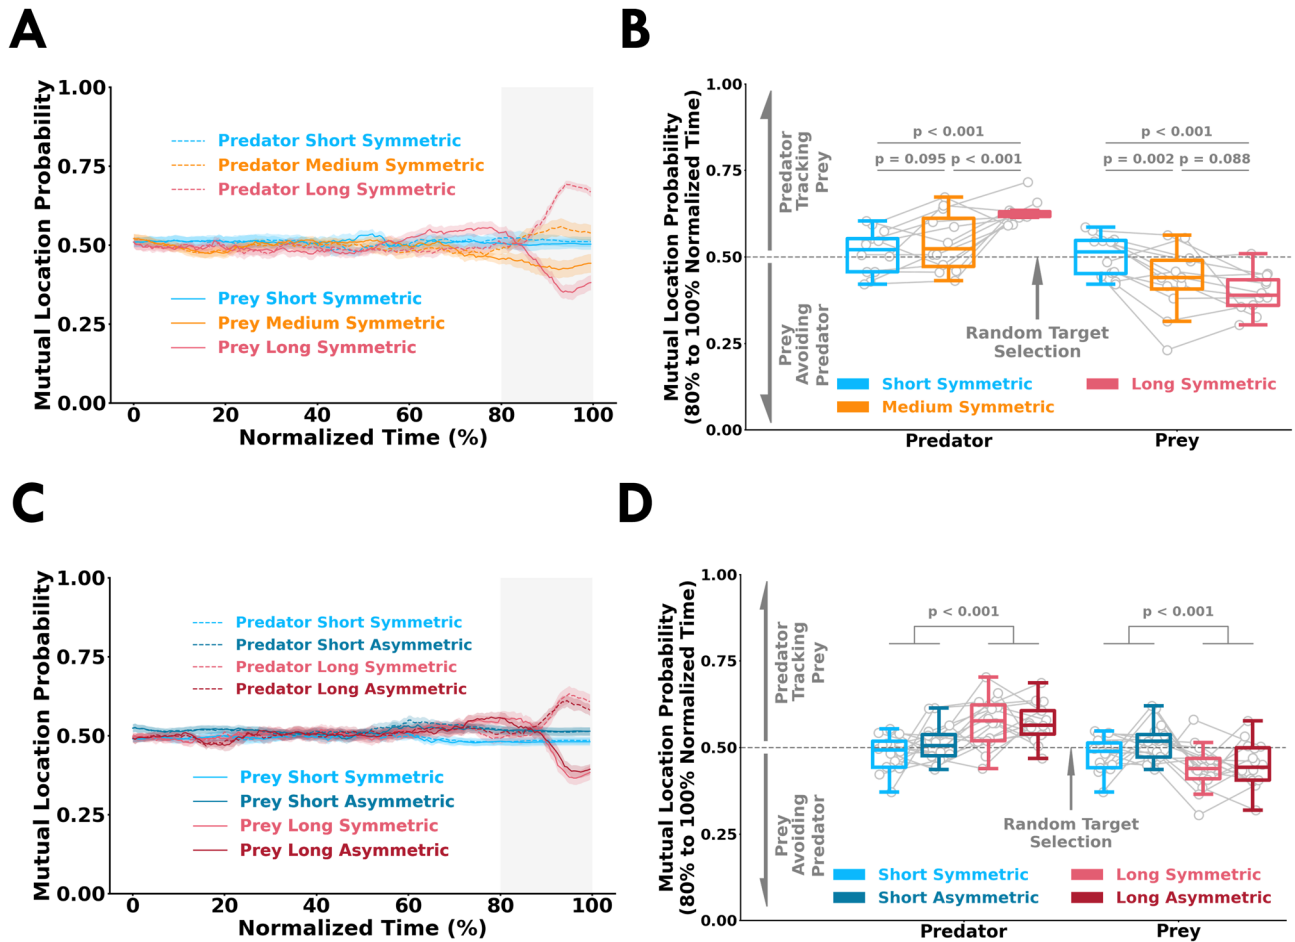 A
Mutual Location Probability
1.00
0.75
0.50
0.25
0.00
Predator Short Symmetric
Predator Medium Symmetric
Predator Long Symmetric
Prey Short Symmetric
Prey Medium Symmetric
Prey Long Symmetric
0 20 40 60 80 100
Normalized Time (%)
B
Mutual Location Probability
(80% to 100% Normalized Time)
1.00
0.75
0.50
0.25
0.00
Predator
Tracking
Prey
Prey
Avoiding
Predator
p < 0.001
p = 0.095 p < 0.001
p < 0.001
p = 0.002 p = 0.088
Random Target
Selection
Short Symmetric
Medium Symmetric
Long Symmetric
Predator Prey
C
Mutual Location Probability
1.00
0.75
0.50
0.25
0.00
Predator Short Symmetric
Predator Short Asymmetric
Predator Long Symmetric
Predator Long Asymmetric
Prey Short Symmetric
Prey Short Asymmetric
Prey Long Symmetric
Prey Long Asymmetric
0 20 40 60 80 100
Normalized Time (%)
D
Mutual Location Probability
(80% to 100% Normalized Time)
1.00
0.75
0.50
0.25
0.00
Predator
Tracking
Prey
Prey
Avoiding
Predator
p < 0.001
p < 0.001
Random Target
Selection
Short Symmetric
Short Asymmetric
Long Symmetric
Long Asymmetric
Predator Prey